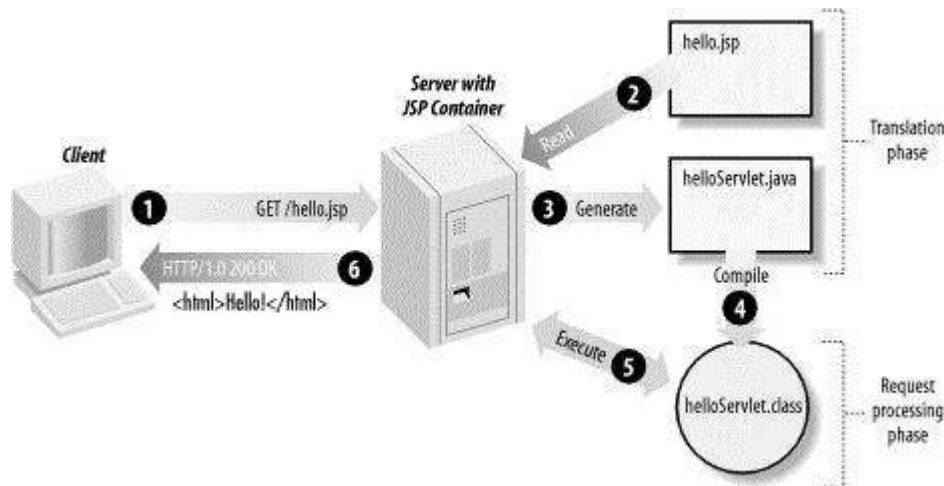 hello.jsp
Server with
JSP Container
2
Read
Translation
phase
Client
helloServlet.java
1
GET /hello.jsp
3
Generate
HTTP/1.0 200 OK
6
<html>Hello!</html>
Compile
4
Execute
5
helloServlet.class
Request
processing
phase